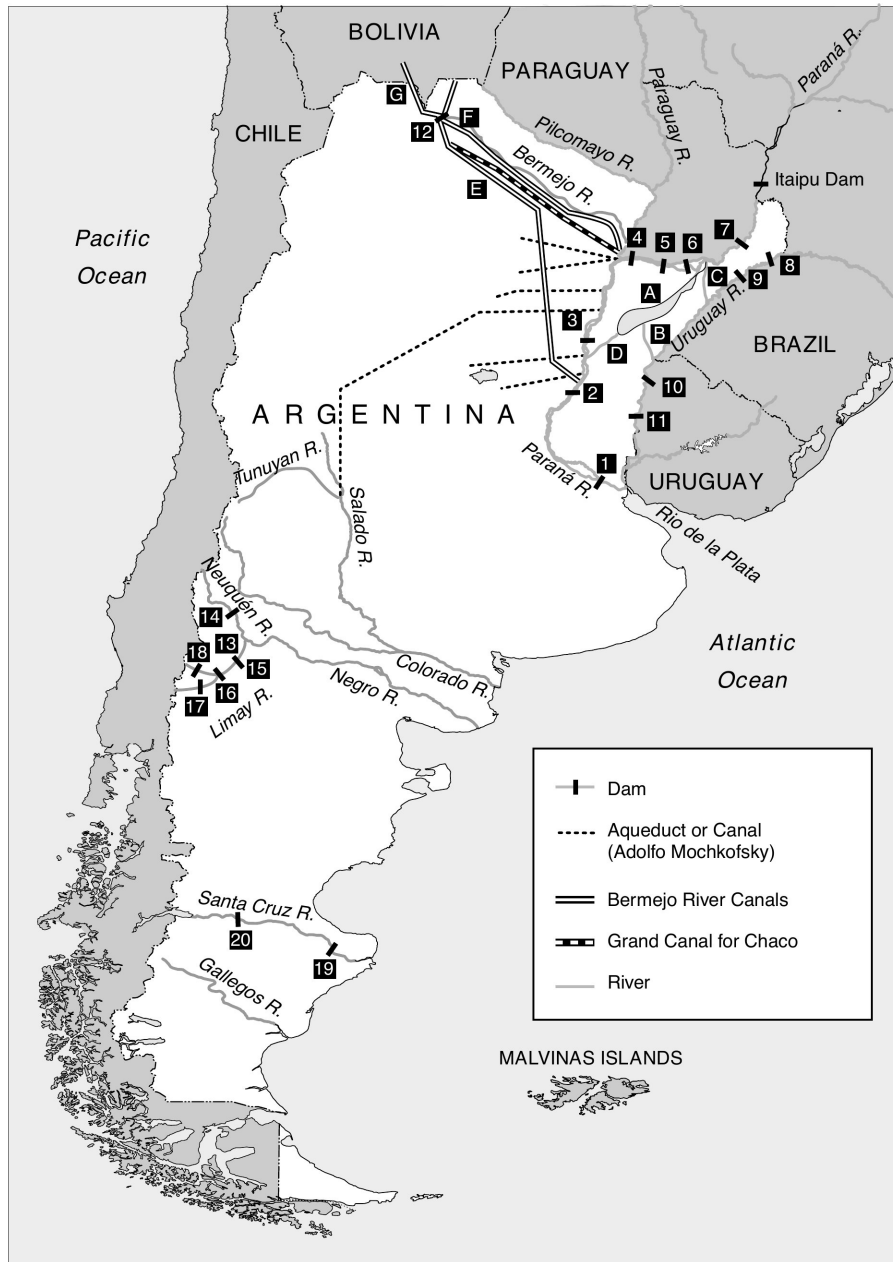 BOLIVIA
PARAGUAY
Paraná R.
Paraguay R.
G
F
12
CHILE
Pilcomayo R.
Bermejo R.
Itaipu Dam
E
Pacific
Ocean
4
5
6
7
8
9
C
A
Uruguay R.
B
3
D
BRAZIL
2
10
11
ARGENTINA
Tunuyan R.
Paraná R.
1
URUGUAY
Salado R.
Rio de la Plata
Neuquén R.
14
13
18
15
16
17
Limay R.
Colorado R.
Negro R.
Atlantic
Ocean
Dam
Aqueduct or Canal
(Adolfo Mochkofsky)
Bermejo River Canals
Grand Canal for Chaco
River
Santa Cruz R.
20
19
Gallegos R.
MALVINAS ISLANDS